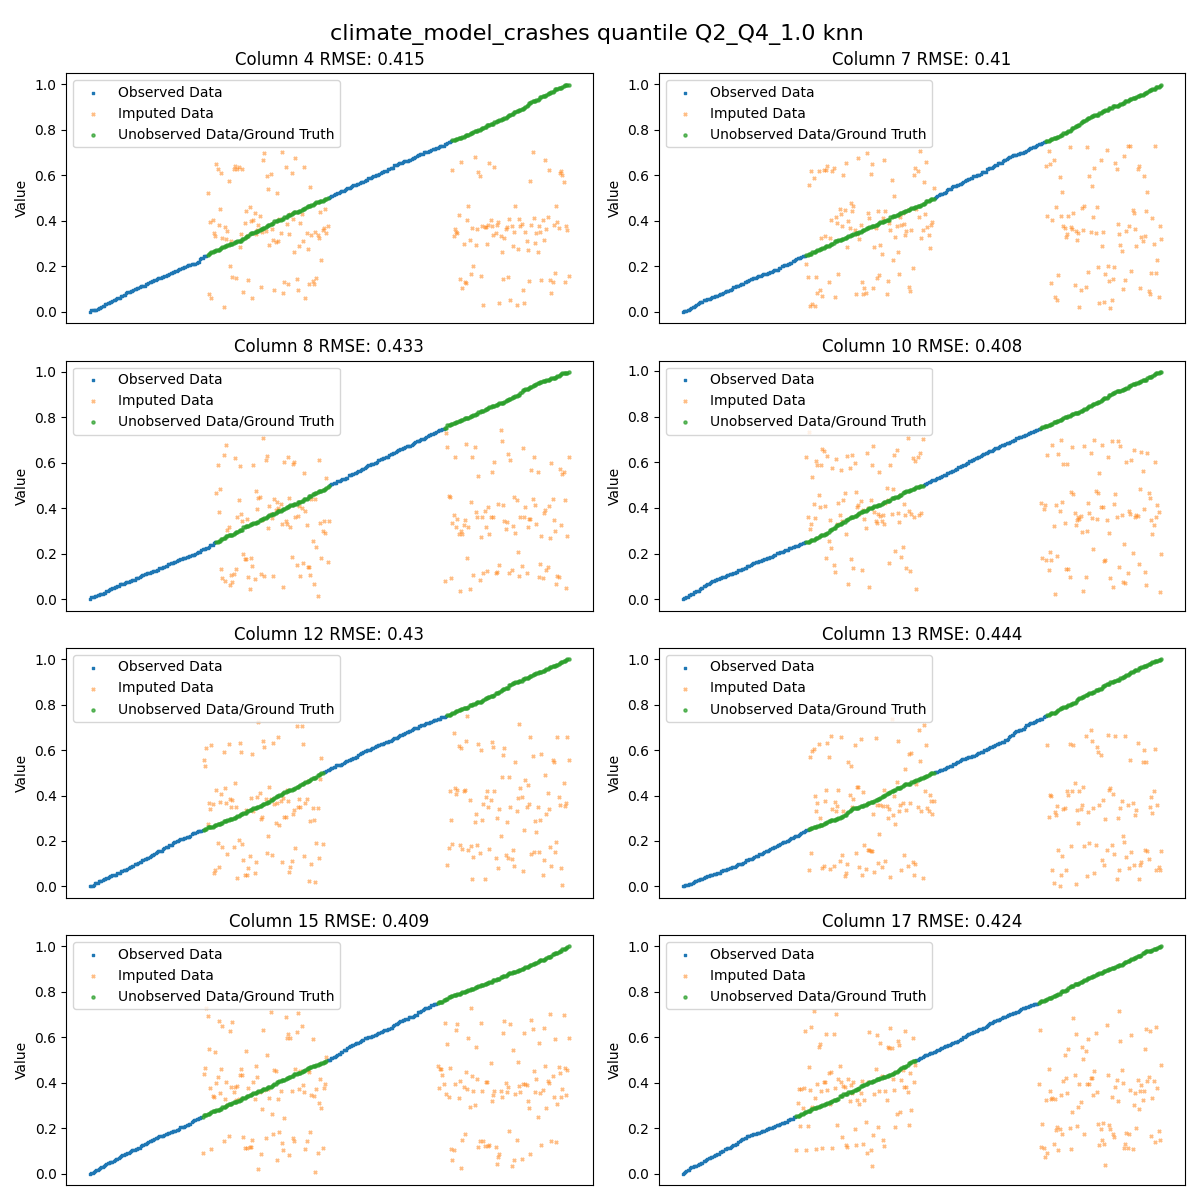 climate_model_crashes quantile Q2_Q4_1.0 knn
Column 4 RMSE: 0.415
1.0
0.8
0.6
0.4
0.2
0.0
Value
Observed Data
Imputed Data
Unobserved Data/Ground Truth
Column 7 RMSE: 0.41
1.0
0.8
0.6
0.4
0.2
0.0
Value
Observed Data
Imputed Data
Unobserved Data/Ground Truth
Column 8 RMSE: 0.433
1.0
0.8
0.6
0.4
0.2
0.0
Value
Observed Data
Imputed Data
Unobserved Data/Ground Truth
Column 10 RMSE: 0.408
1.0
0.8
0.6
0.4
0.2
0.0
Value
Observed Data
Imputed Data
Unobserved Data/Ground Truth
Column 12 RMSE: 0.43
1.0
0.8
0.6
0.4
0.2
0.0
Value
Observed Data
Imputed Data
Unobserved Data/Ground Truth
Column 13 RMSE: 0.444
1.0
0.8
0.6
0.4
0.2
0.0
Value
Observed Data
Imputed Data
Unobserved Data/Ground Truth
Column 15 RMSE: 0.409
1.0
0.8
0.6
0.4
0.2
0.0
Value
Observed Data
Imputed Data
Unobserved Data/Ground Truth
Column 17 RMSE: 0.424
1.0
0.8
0.6
0.4
0.2
0.0
Value
Observed Data
Imputed Data
Unobserved Data/Ground Truth